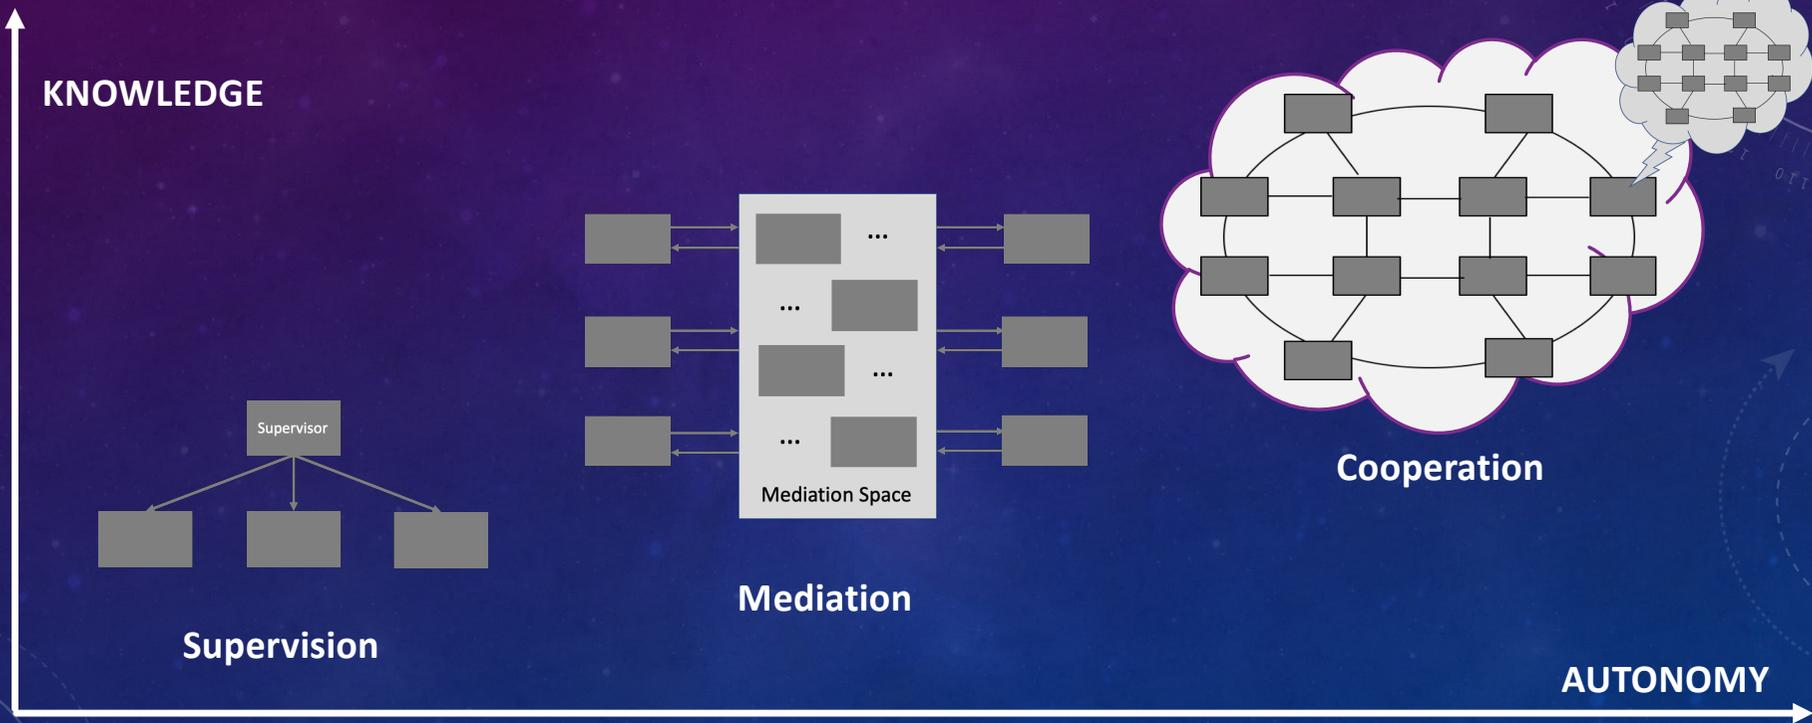 KNOWLEDGE
Supervisor
Supervision
...
...
...
...
Mediation Space
Mediation
Cooperation
AUTONOMY